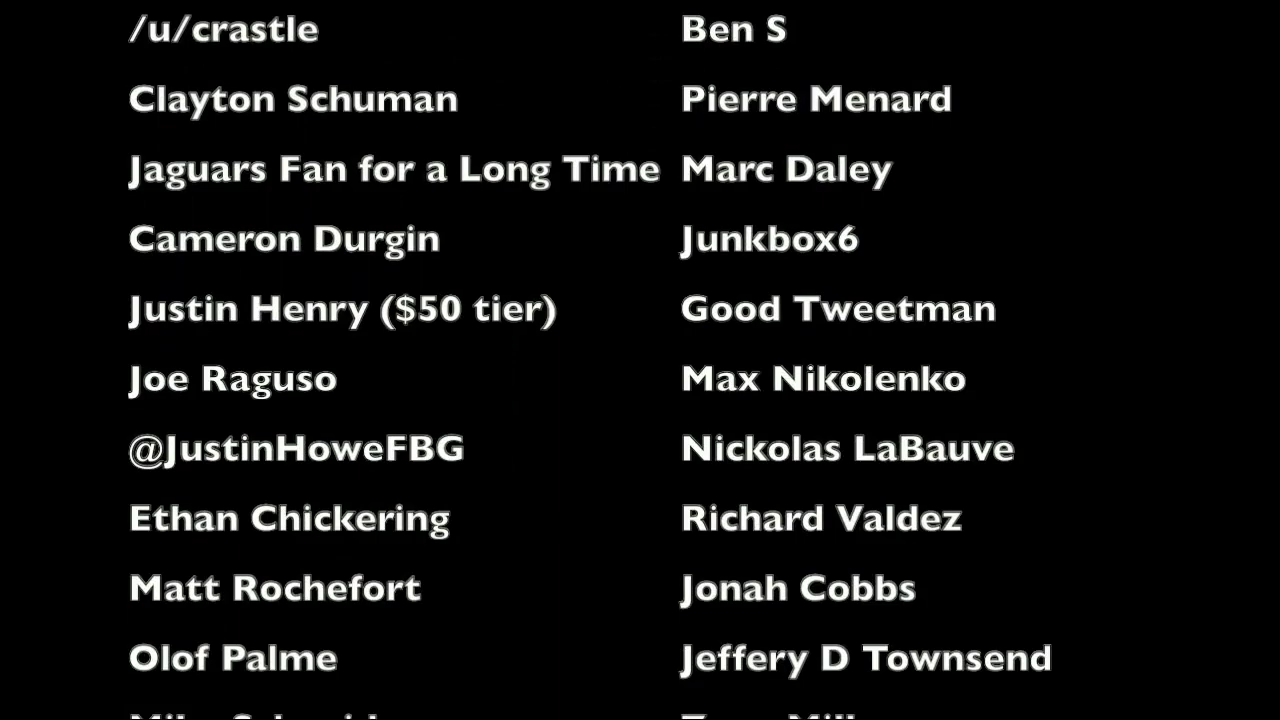 /u/crastle
Clayton Schuman
Jaguars Fan for a Long Time
Cameron Durgin
Justin Henry ($50 tier)
Joe Raguso
@JustinHoweFBG
Ethan Chickering
Matt Rochefort
Olof Palme
Ben S
Pierre Menard
Marc Daley
Junkbox6
Good Tweetman
Max Nikolenko
Nickolas LaBauve
Richard Valdez
Jonah Cobbs
Jeffery D Townsend